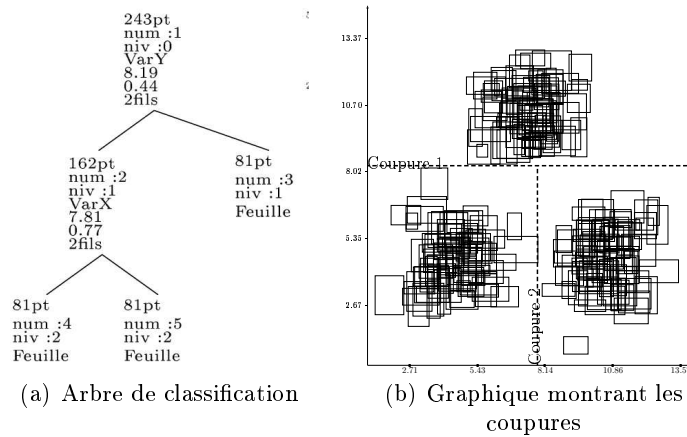 243pt
num :1
niv :0
VarY
8.19
0.44
2fils
162pt
num :2
niv :1
VarX
7.81
0.77
2fils
81pt
num :3
niv :1
Feuille
81pt
num :4
niv :2
Feuille
81pt
num :5
niv :2
Feuille
(a) Arbre de classification
13.37
10.70
8.02
5.35
2.67
Coupure 1
Coupure 2
2.71
5.43
8.14
10.86
(b) Graphique montrant les
coupures